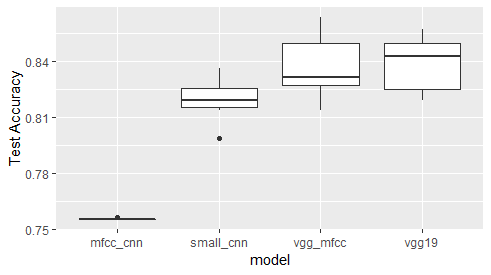 Test Accuracy
0.84
0.81
0.78
0.75
mfcc_cnn
small_cnn
vgg_mfcc
vgg19
model